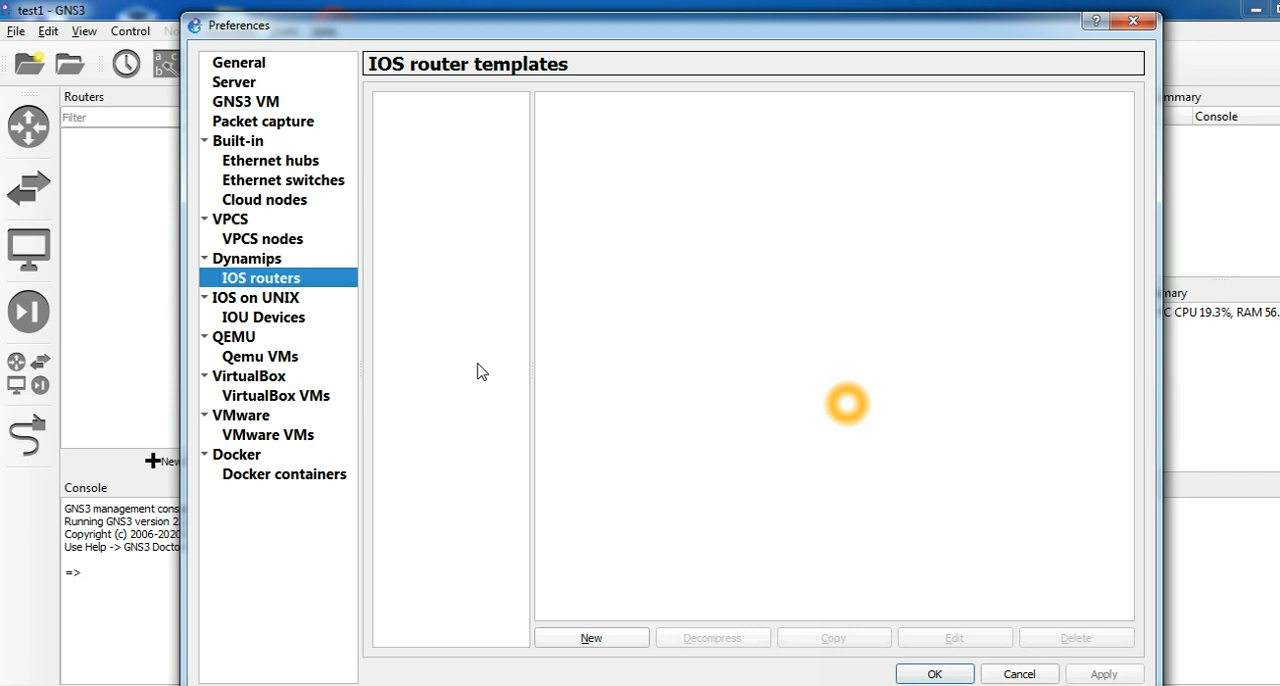 test1 - GNS3
File Edit View Control
Preferences
General
Server
GNS3 VM
Packet capture
Built-in
Ethernet hubs
Ethernet switches
Cloud nodes
VPCS
VPCS nodes
Dynamips
IOS routers
IOS on UNIX
IOU Devices
QEMU
Qemu VMs
VirtualBox
VirtualBox VMs
VMware
VMware VMs
Docker
Docker containers
IOS router templates
New
Decompress
Copy
Edit
Delete
OK
Cancel
Apply
Routers
Filter
New
Console
GNS3 management cons
Running GNS3 version 2
Copyright (c) 2006-2020
Use Help -> GNS3 Docto
=>
mmary
Console
mary
C CPU 19.3%, RAM 56.